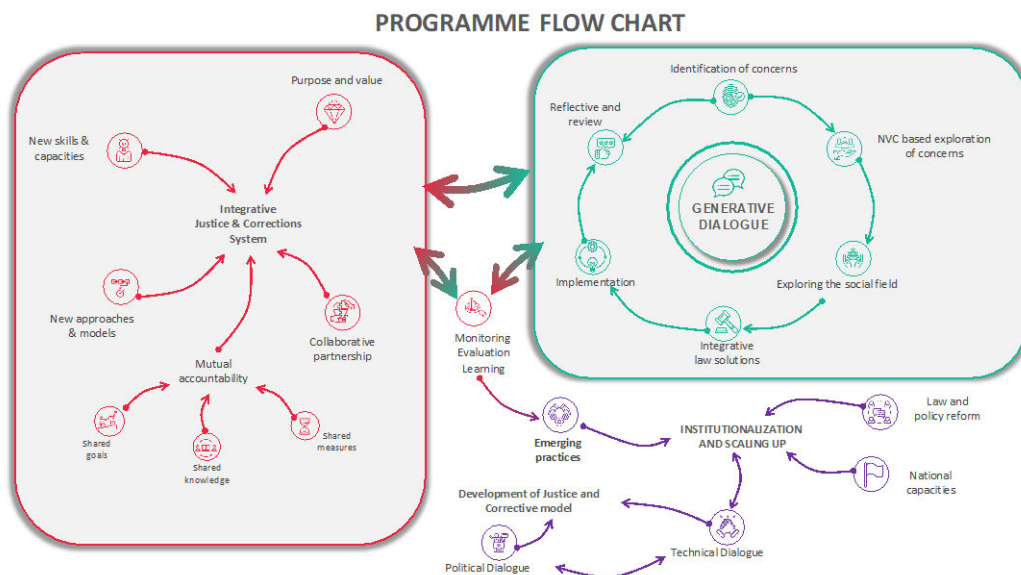 PROGRAMME FLOW CHART
Purpose and value
New skills &
capacities
Integrative
Justice & Corrections
System
New approaches
& models
Collaborative
partnership
Mutual
accountability
Shared
goals
Shared
knowledge
Shared
measures
Identification of concerns
Reflective and
review
NVC based exploration
of concerns
GENERATIVE
DIALOGUE
Implementation
Exploring the social field
Integrative
law solutions
Monitoring
Evaluation
Learning
Emerging
practices
INSTITUTIONALIZATION
AND SCALING UP
Law and
policy reform
National
capacities
Development of Justice and
Corrective model
Political Dialogue
Technical Dialogue